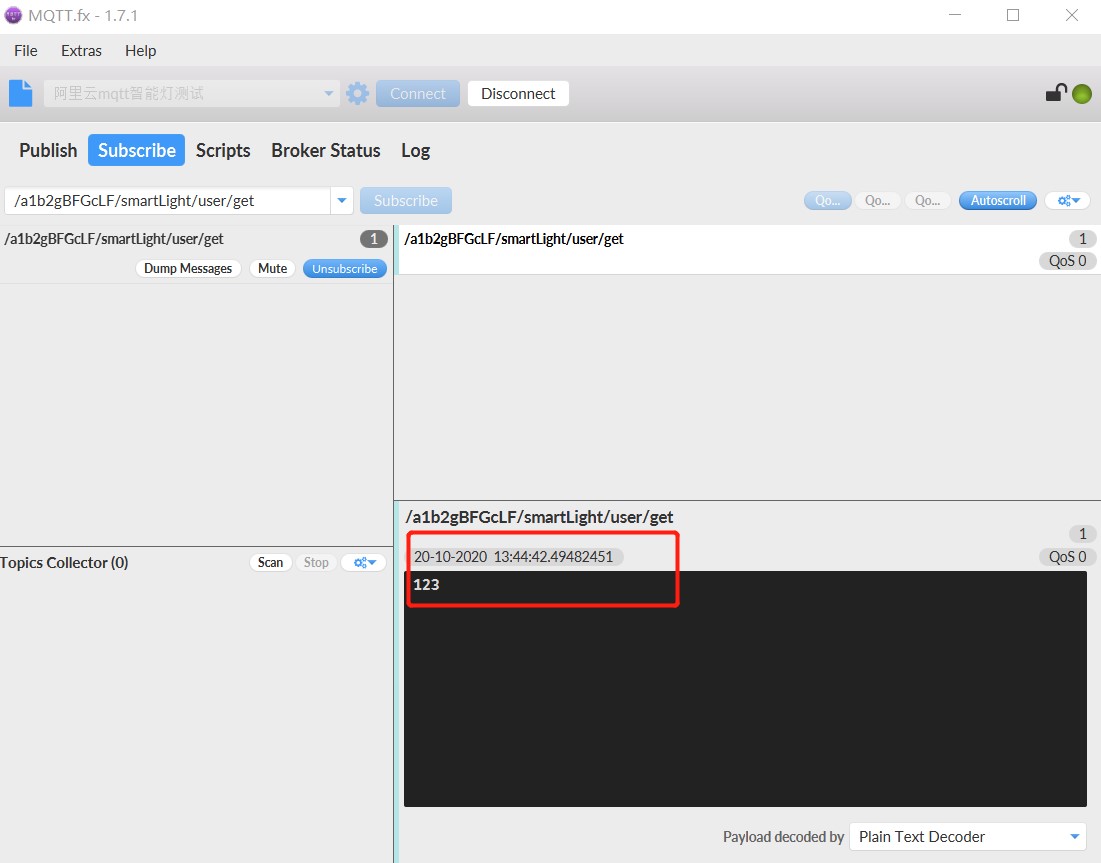 MQTT.fx - 1.7.1
File Extras Help
阿里云mqtt智能灯测试 Connect Disconnect
Publish Subscribe Scripts Broker Status Log
/a1b2gBFGcLF/smartLight/user/get Subscribe Qo... Qo... Qo... Autoscroll
/a1b2gBFGcLF/smartLight/user/get 1
Dump Messages Mute Unsubscribe
/a1b2gBFGcLF/smartLight/user/get 1
QoS 0
Topics Collector (0) Scan Stop
/a1b2gBFGcLF/smartLight/user/get
1
20-10-2020 13:44:42.49482451 QoS 0
123
Payload decoded by Plain Text Decoder